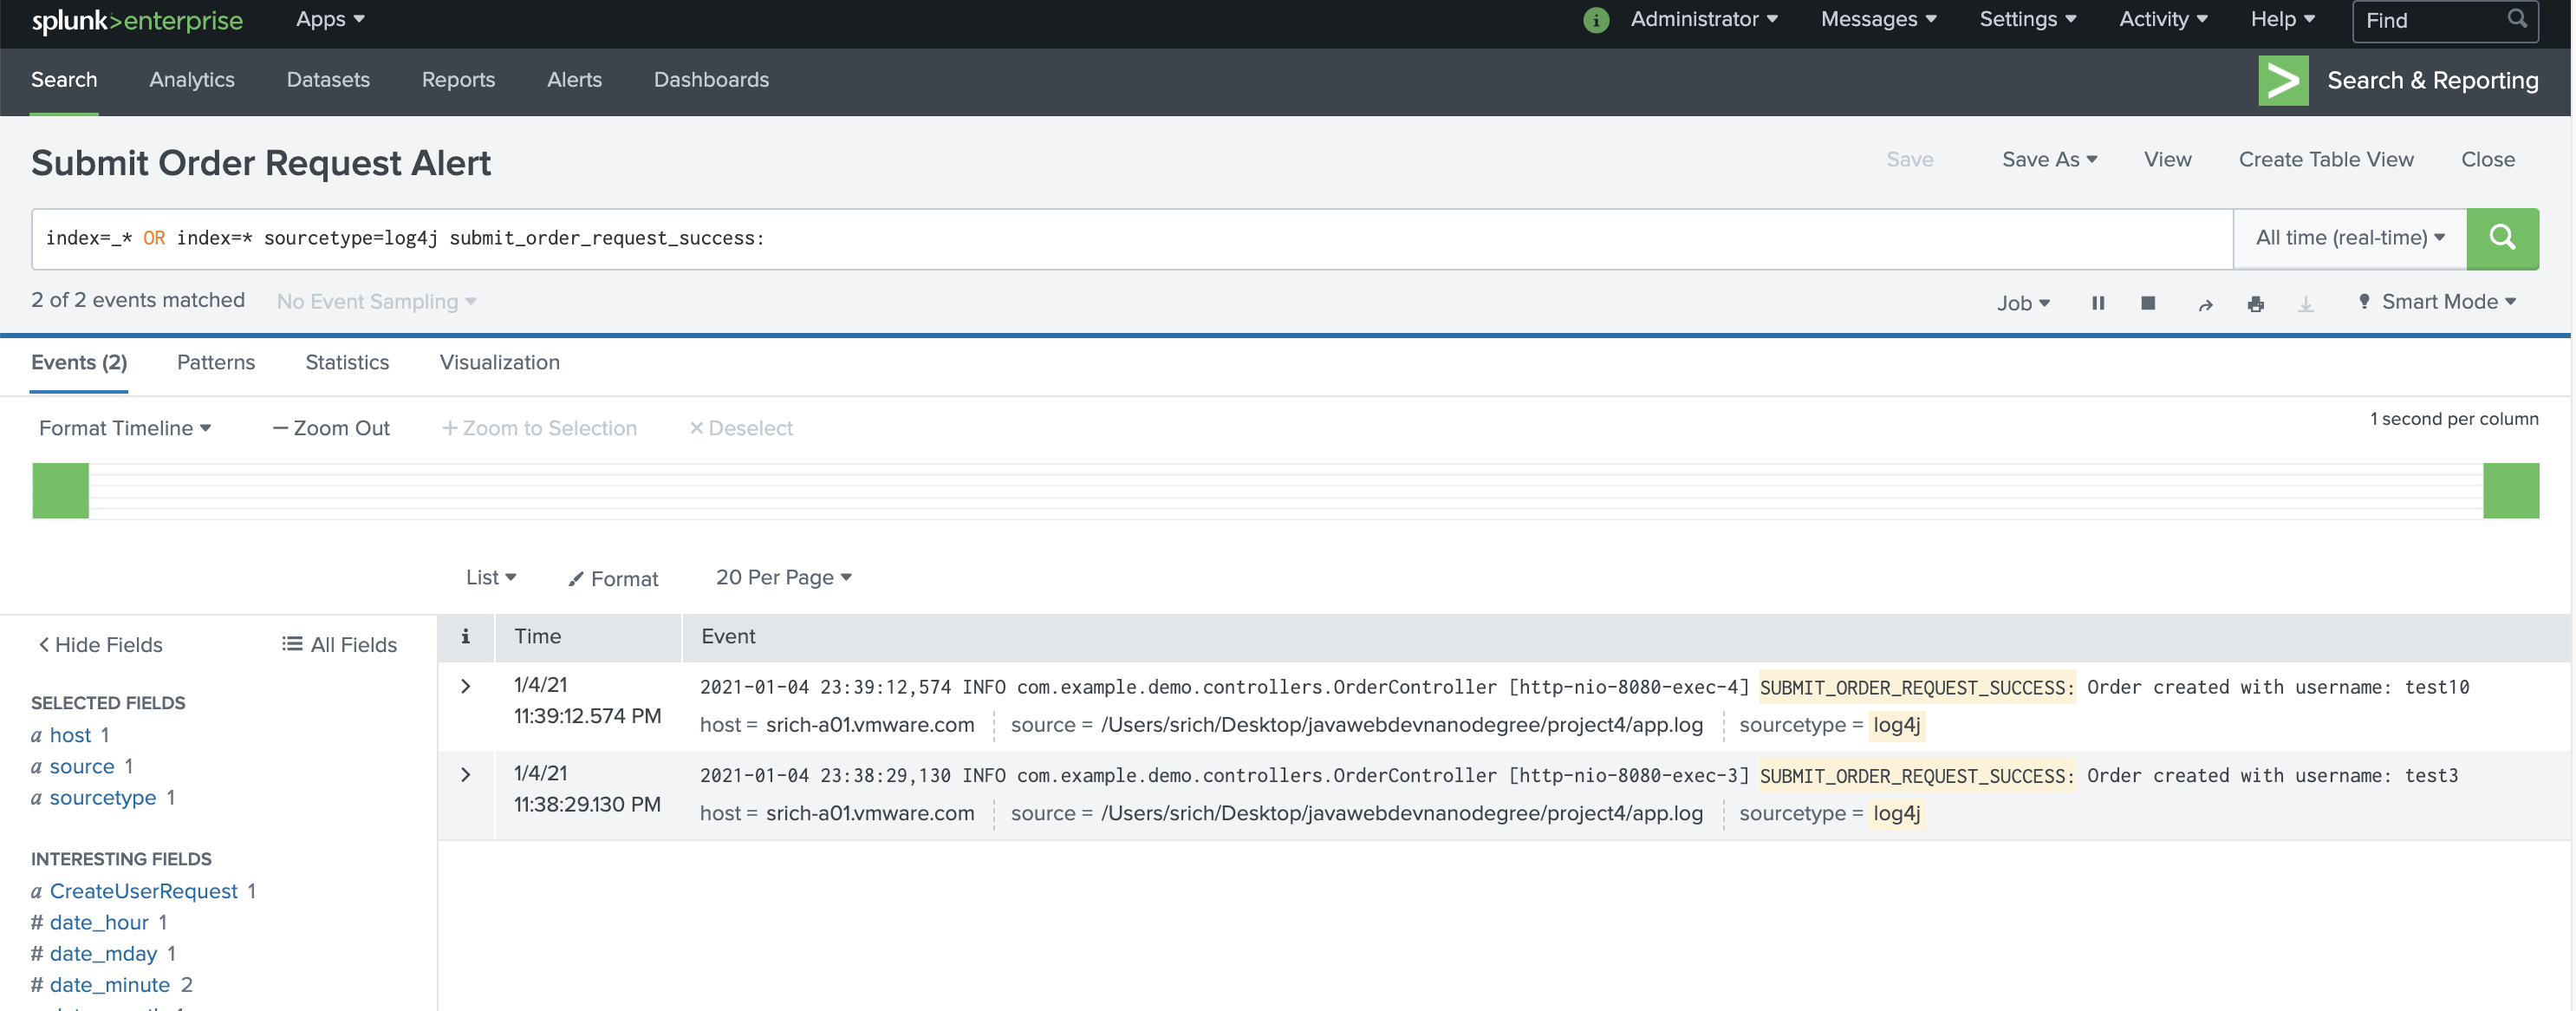 splunk>enterprise Apps Administrator Messages Settings Activity Help Find
Search Analytics Datasets Reports Alerts Dashboards Search & Reporting
Submit Order Request Alert Save Save As View Create Table View Close
index=_* OR index=* sourcetype=log4j submit_order_request_success: All time (real-time)
2 of 2 events matched No Event Sampling Job Smart Mode
Events (2) Patterns Statistics Visualization
Format Timeline — Zoom Out + Zoom to Selection × Deselect 1 second per column
List Format 20 Per Page
< Hide Fields All Fields
i Time Event
SELECTED FIELDS
a host 1
a source 1
a sourcetype 1
INTERESTING FIELDS
a CreateUserRequest 1
# date_hour 1
# date_mday 1
# date_minute 2
> 1/4/21 11:39:12.574 PM
2021-01-04 23:39:12,574 INFO com.example.demo.controllers.OrderController [http-nio-8080-exec-4] SUBMIT_ORDER_REQUEST_SUCCESS: Order created with username: test10
host = srich-a01.vmware.com source = /Users/srich/Desktop/javawebdevnanodegree/project4/app.log sourcetype = log4j
> 1/4/21 11:38:29.130 PM
2021-01-04 23:38:29,130 INFO com.example.demo.controllers.OrderController [http-nio-8080-exec-3] SUBMIT_ORDER_REQUEST_SUCCESS: Order created with username: test3
host = srich-a01.vmware.com source = /Users/srich/Desktop/javawebdevnanodegree/project4/app.log sourcetype = log4j